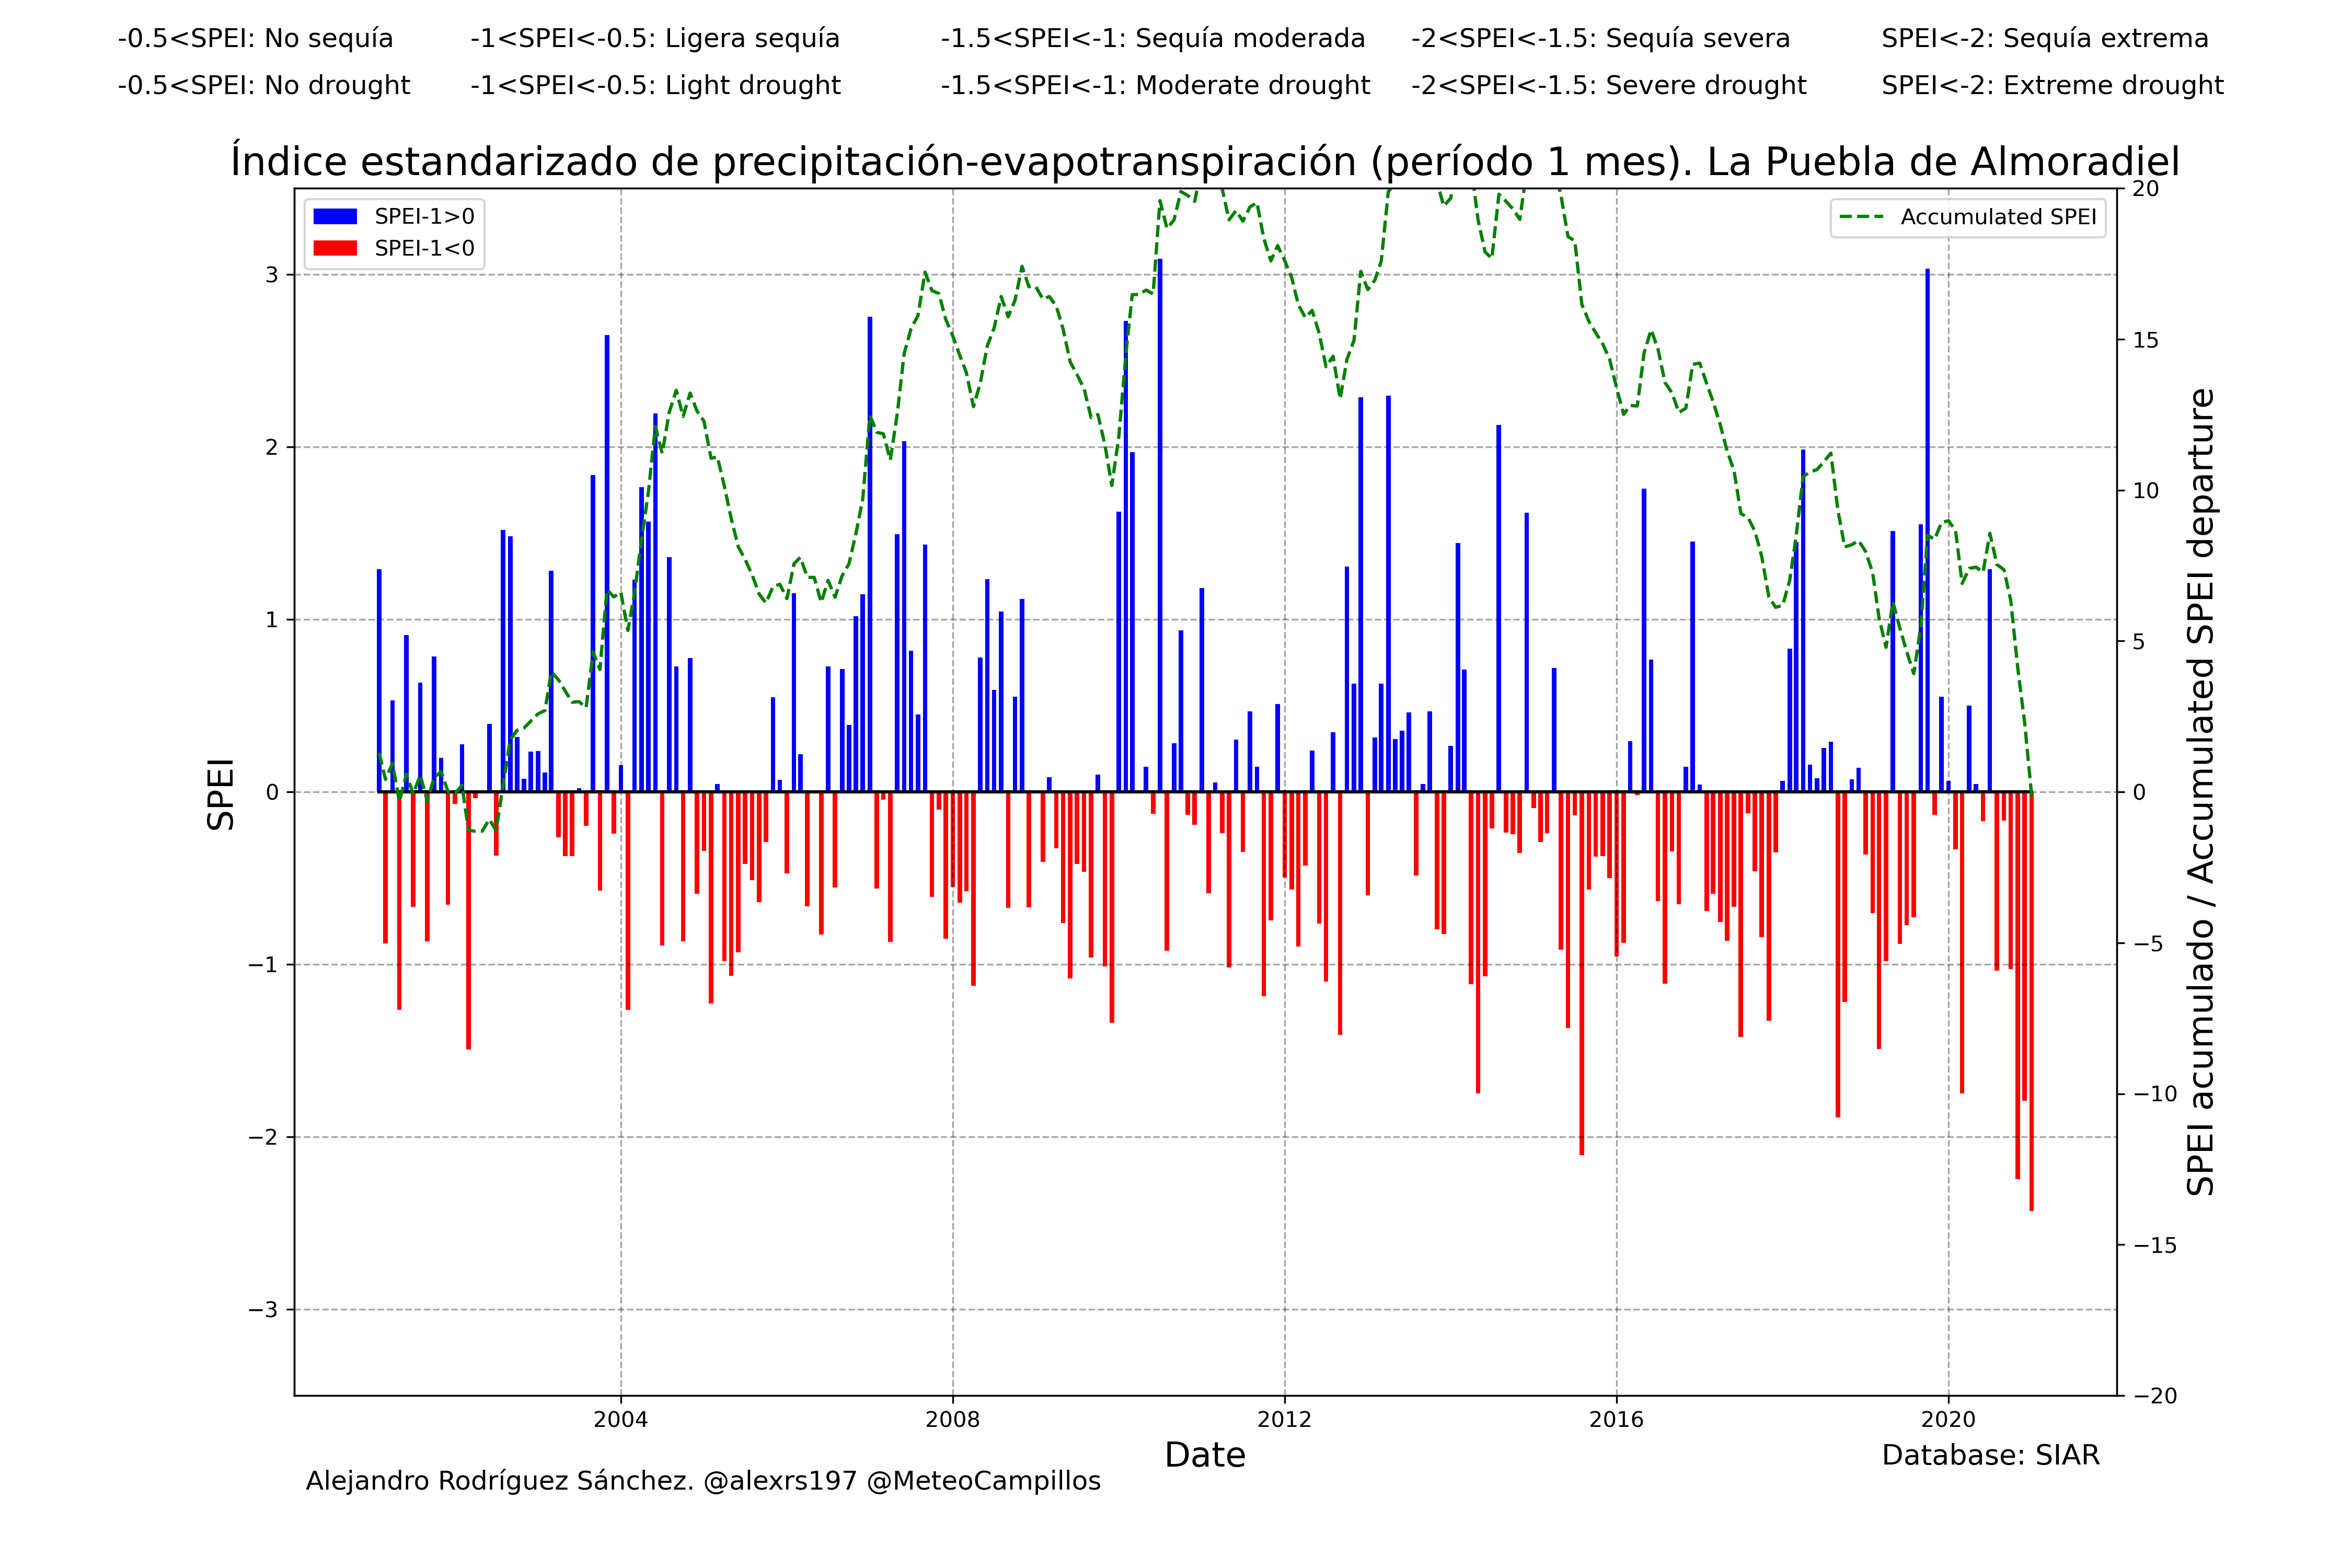 -0.5<SPEI: No sequía -1<SPEI<-0.5: Ligera sequía -1.5<SPEI<-1: Sequía moderada -2<SPEI<-1.5: Sequía severa SPEI<-2: Sequía extrema
-0.5<SPEI: No drought -1<SPEI<-0.5: Light drought -1.5<SPEI<-1: Moderate drought -2<SPEI<-1.5: Severe drought SPEI<-2: Extreme drought
Índice estandarizado de precipitación-evapotranspiración (período 1 mes). La Puebla de Almoradiel
SPEI-1>0
SPEI-1<0
Accumulated SPEI
SPEI
3
2
1
0
−1
−2
−3
20
15
10
5
0
−5
−10
−15
−20
SPEI acumulado / Accumulated SPEI departure
2004 2008 2012 2016 2020
Date
Database: SIAR
Alejandro Rodríguez Sánchez. @alexrs197 @MeteoCampillos